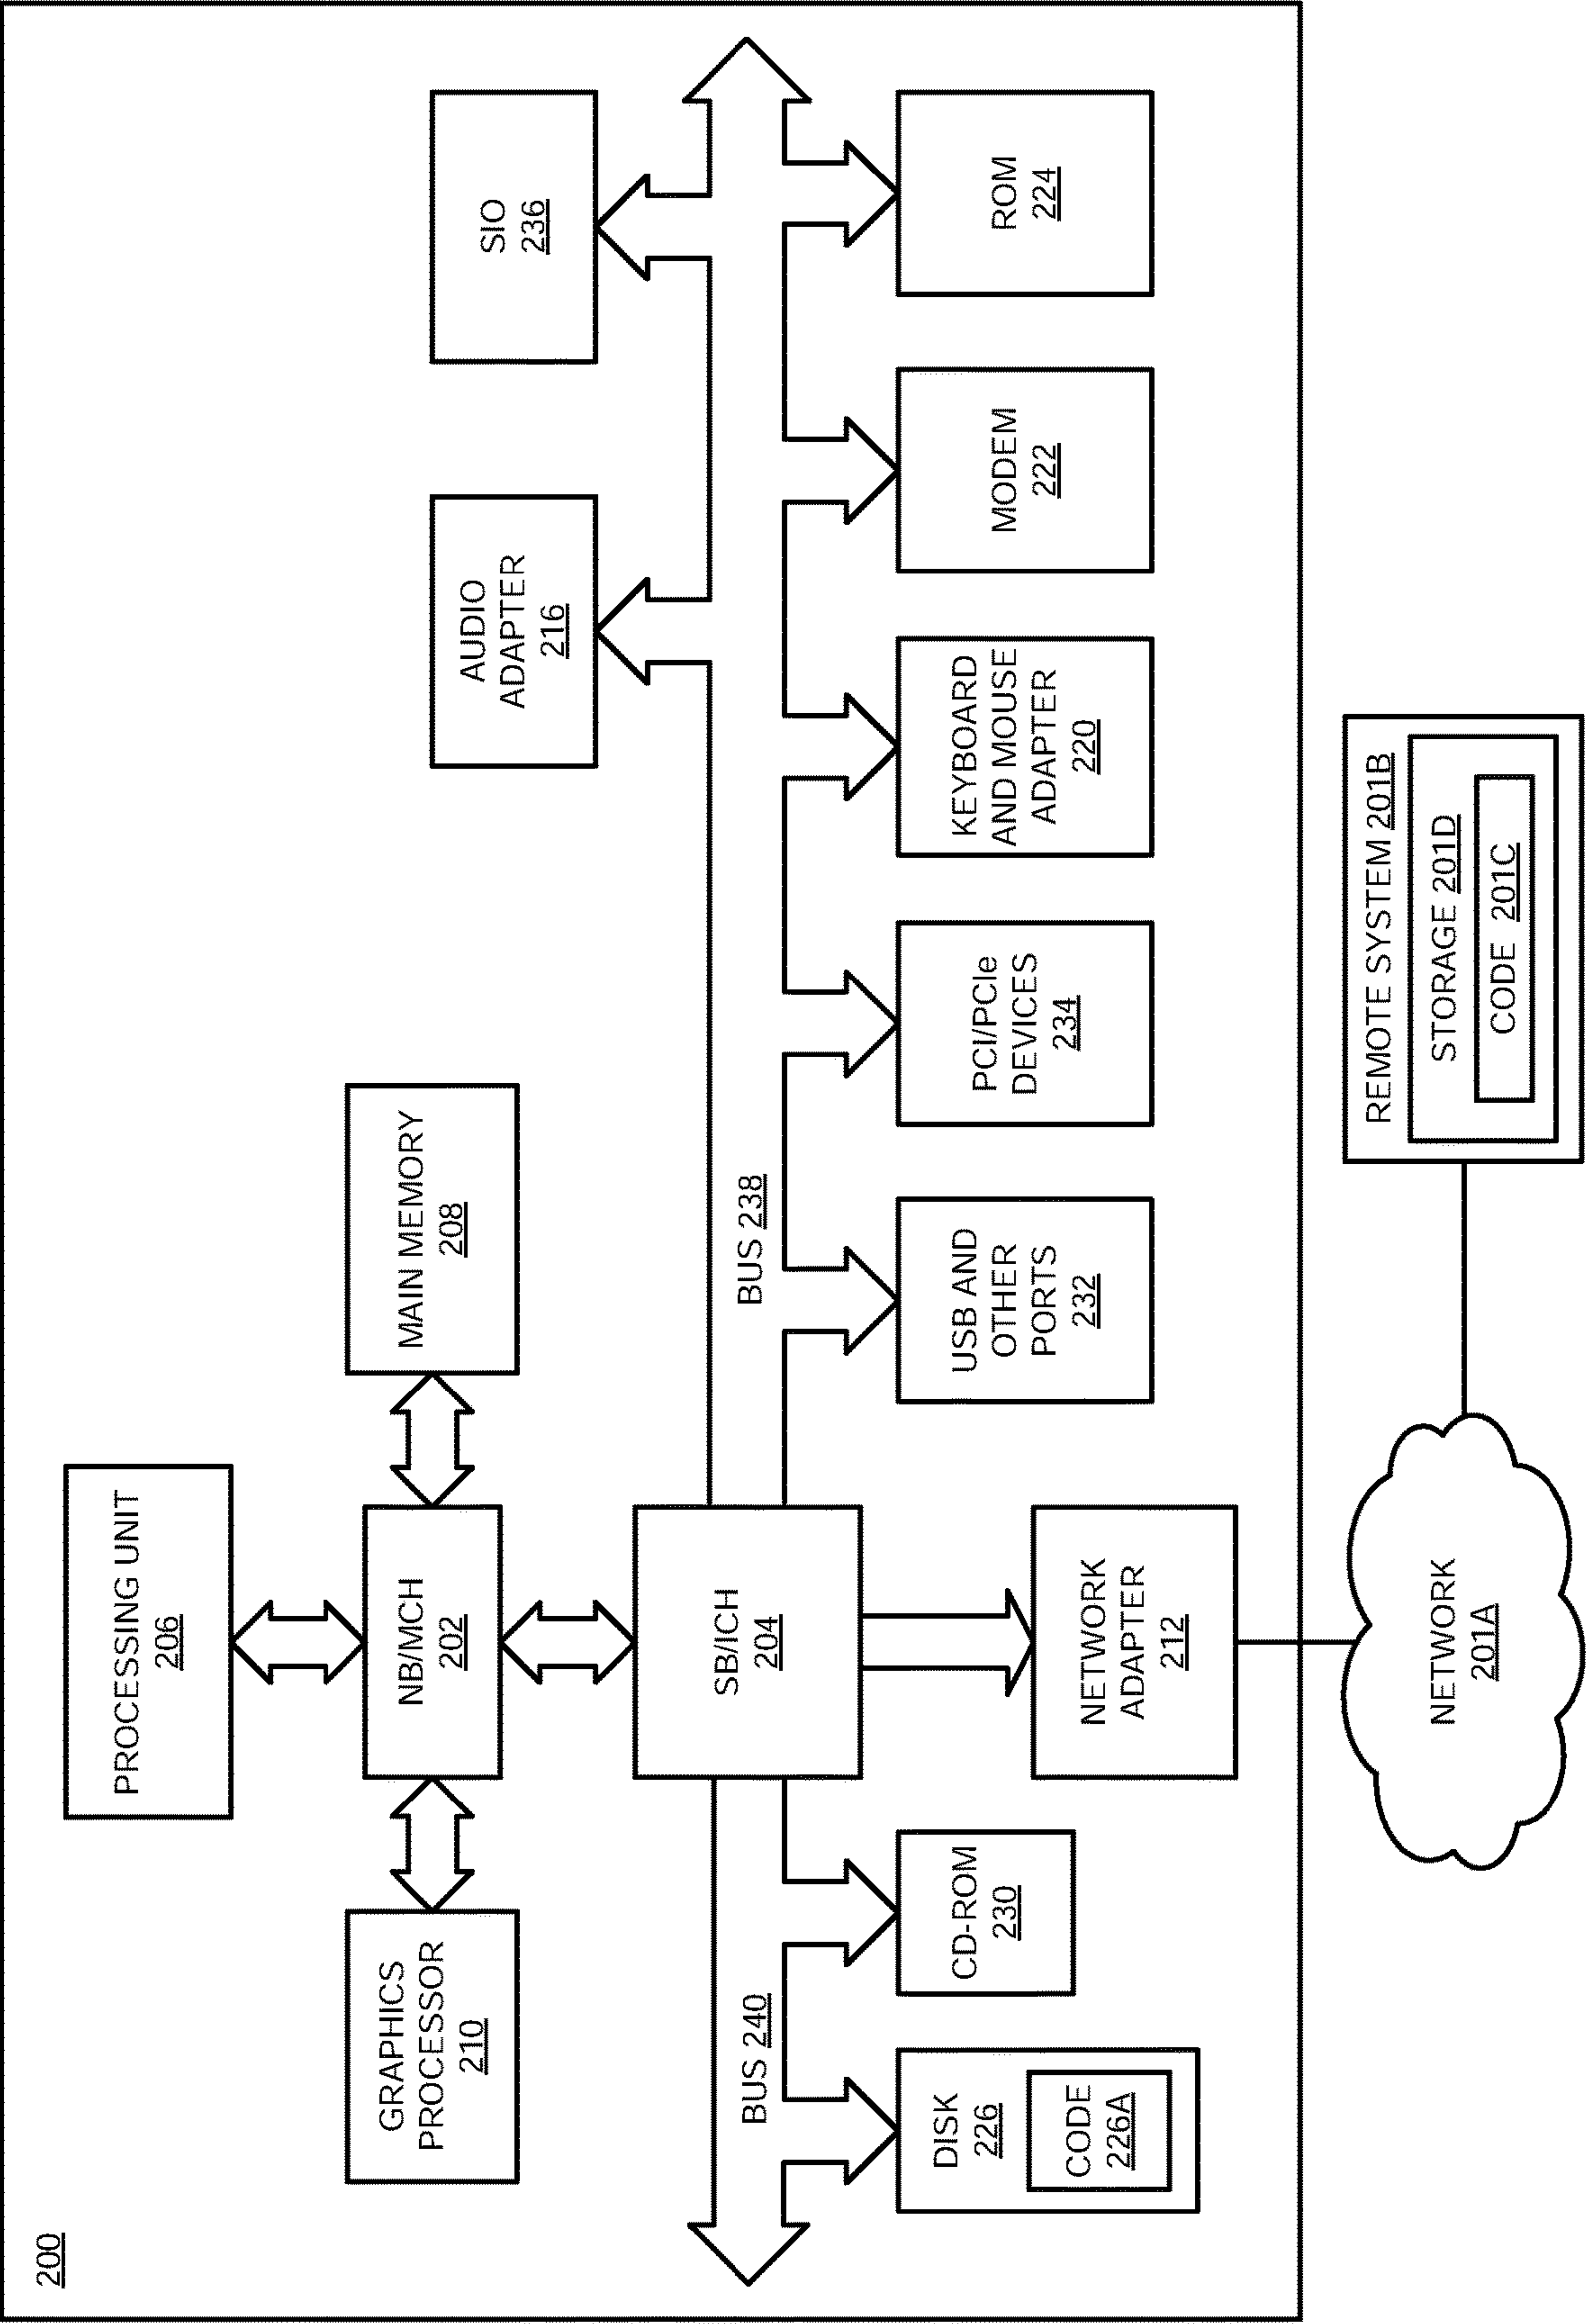 200
PROCESSING UNIT
206
GRAPHICS
PROCESSOR
210
NB/MCH
202
MAIN MEMORY
208
AUDIO
ADAPTER
216
SIO
236
SB/ICH
204
BUS 240
BUS 238
DISK
226
CODE
226A
CD-ROM
230
NETWORK
ADAPTER
212
USB AND
OTHER
PORTS
232
PCI/PCIe
DEVICES
234
KEYBOARD
AND MOUSE
ADAPTER
220
MODEM
222
ROM
224
NETWORK
201A
REMOTE SYSTEM 201B
STORAGE 201D
CODE 201C